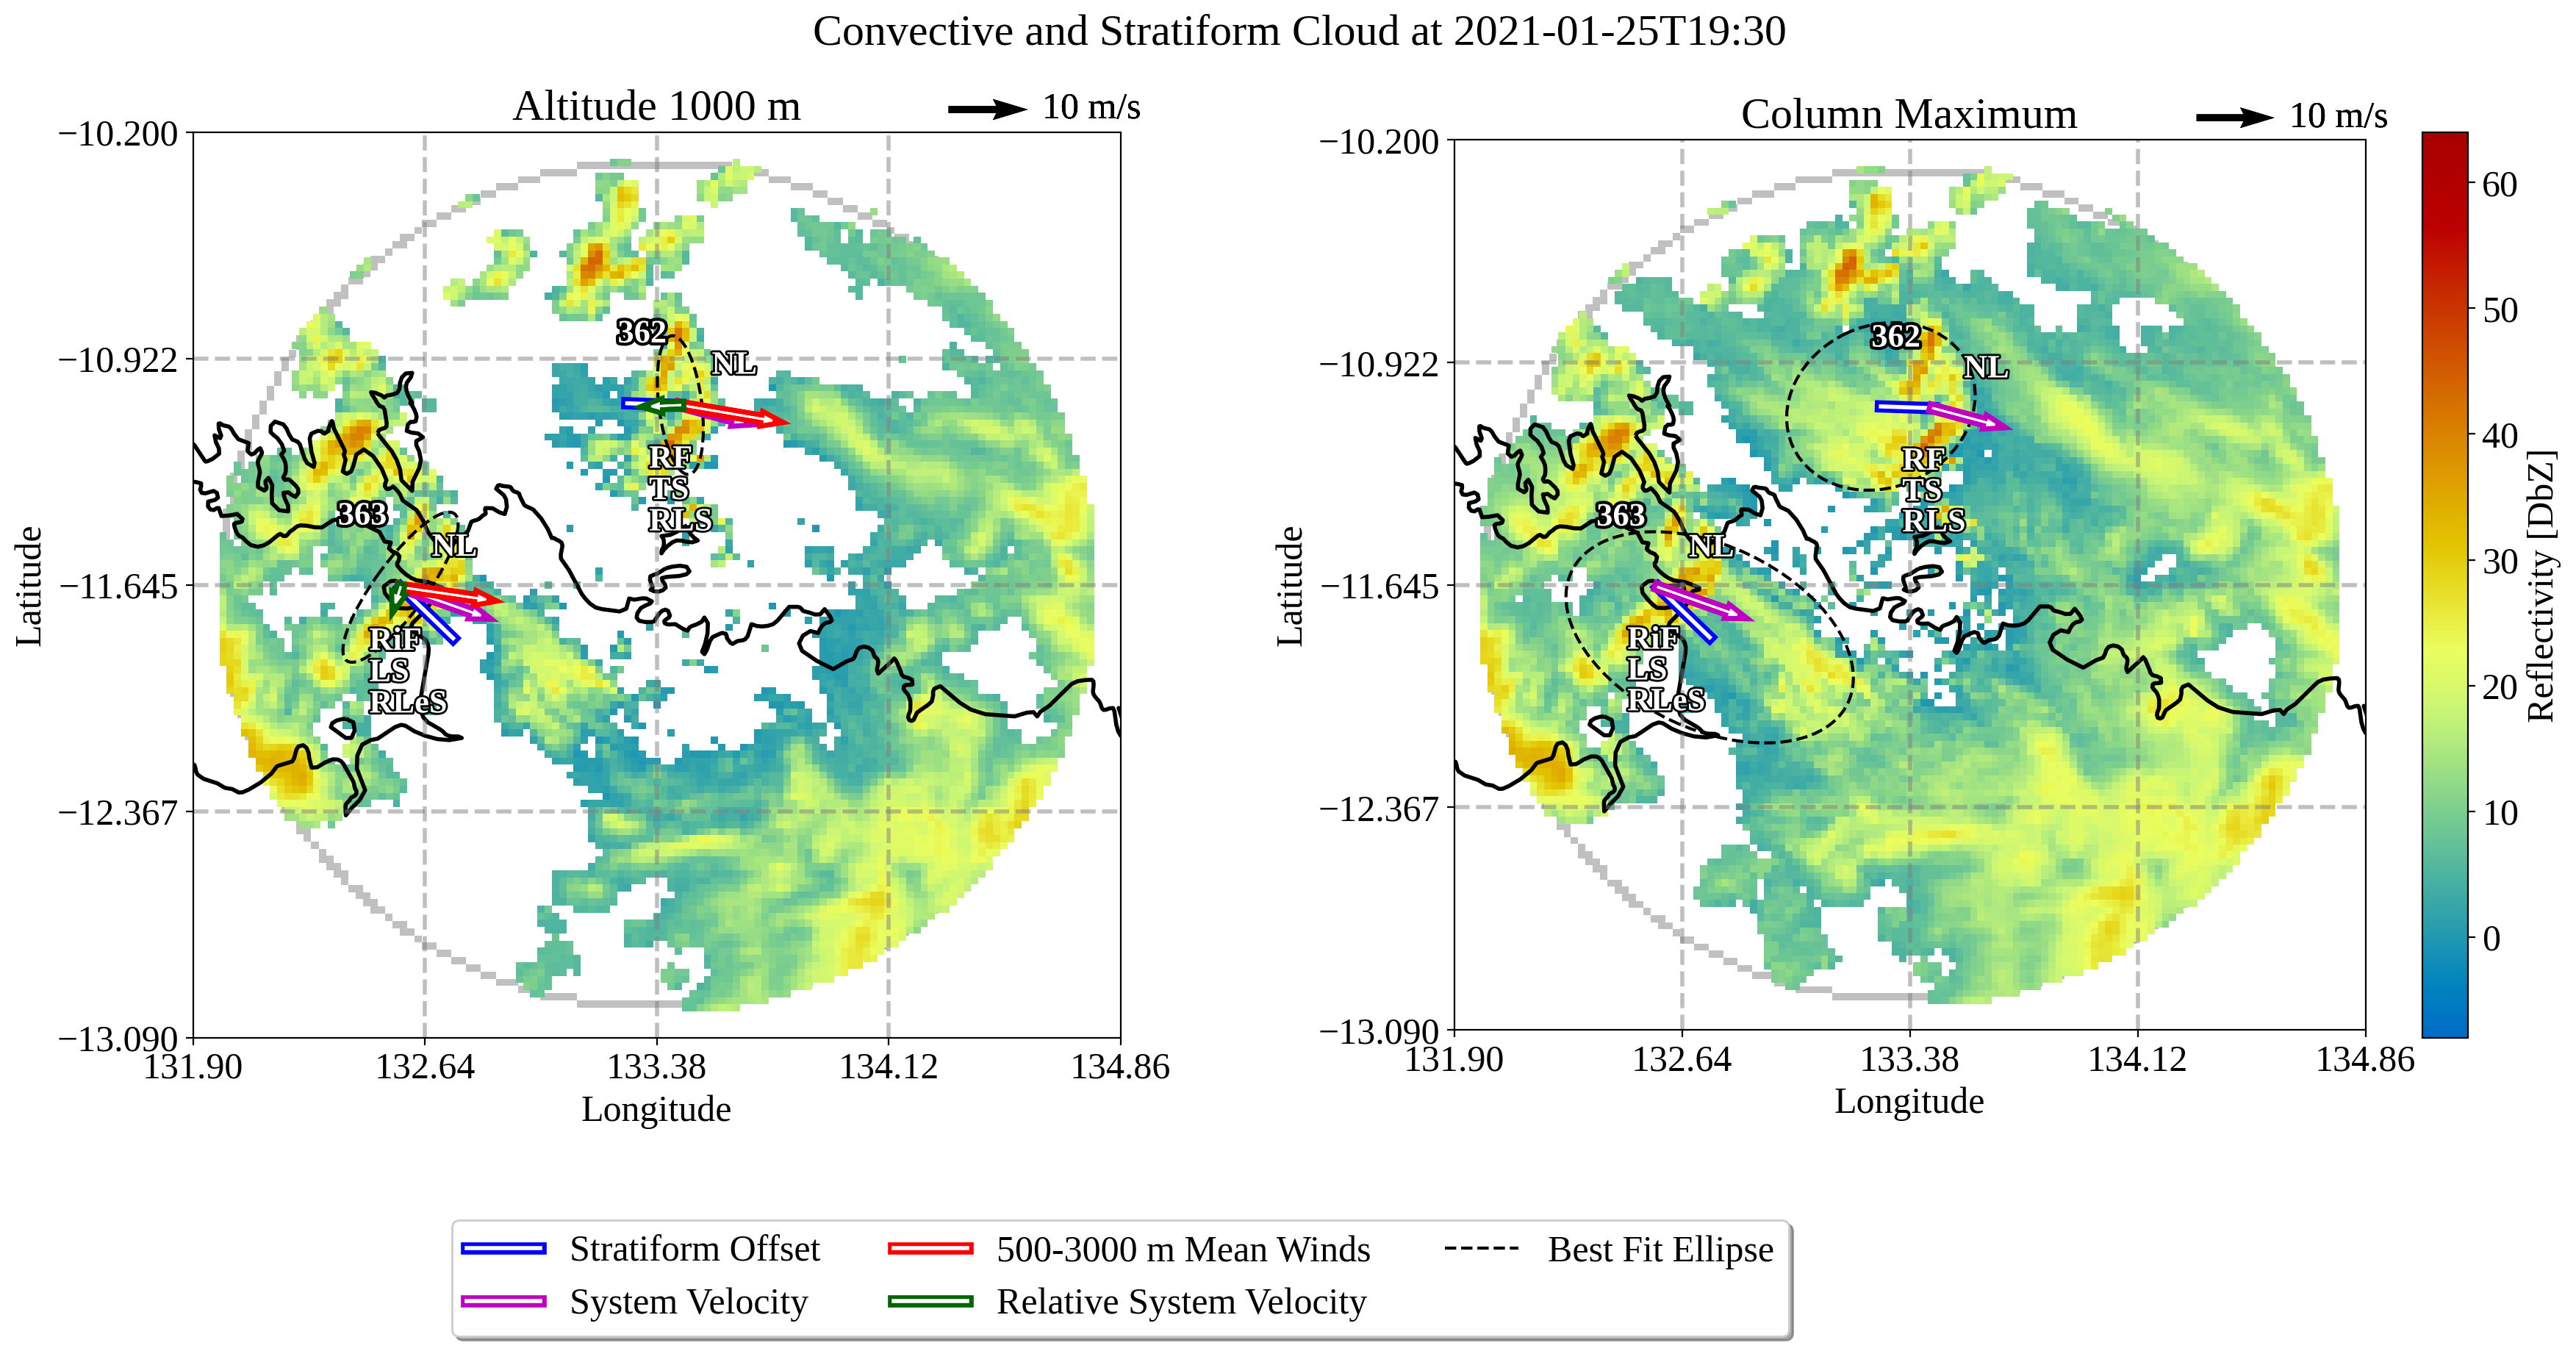 Convective and Stratiform Cloud at 2021-01-25T19:30
Altitude 1000 m
10 m/s
−10.200
−10.922
−11.645
−12.367
−13.090
131.90
132.64
133.38
134.12
134.86
Latitude
Longitude
362
NL
RF
TS
RLS
363
NL
RiF
LS
RLeS
Column Maximum
10 m/s
−10.200
−10.922
−11.645
−12.367
−13.090
131.90
132.64
133.38
134.12
134.86
Latitude
Longitude
362
NL
RF
TS
RLS
363
NL
RiF
LS
RLeS
60
50
40
30
20
10
0
Reflectivity [DbZ]
Stratiform Offset
System Velocity
500-3000 m Mean Winds
Relative System Velocity
Best Fit Ellipse